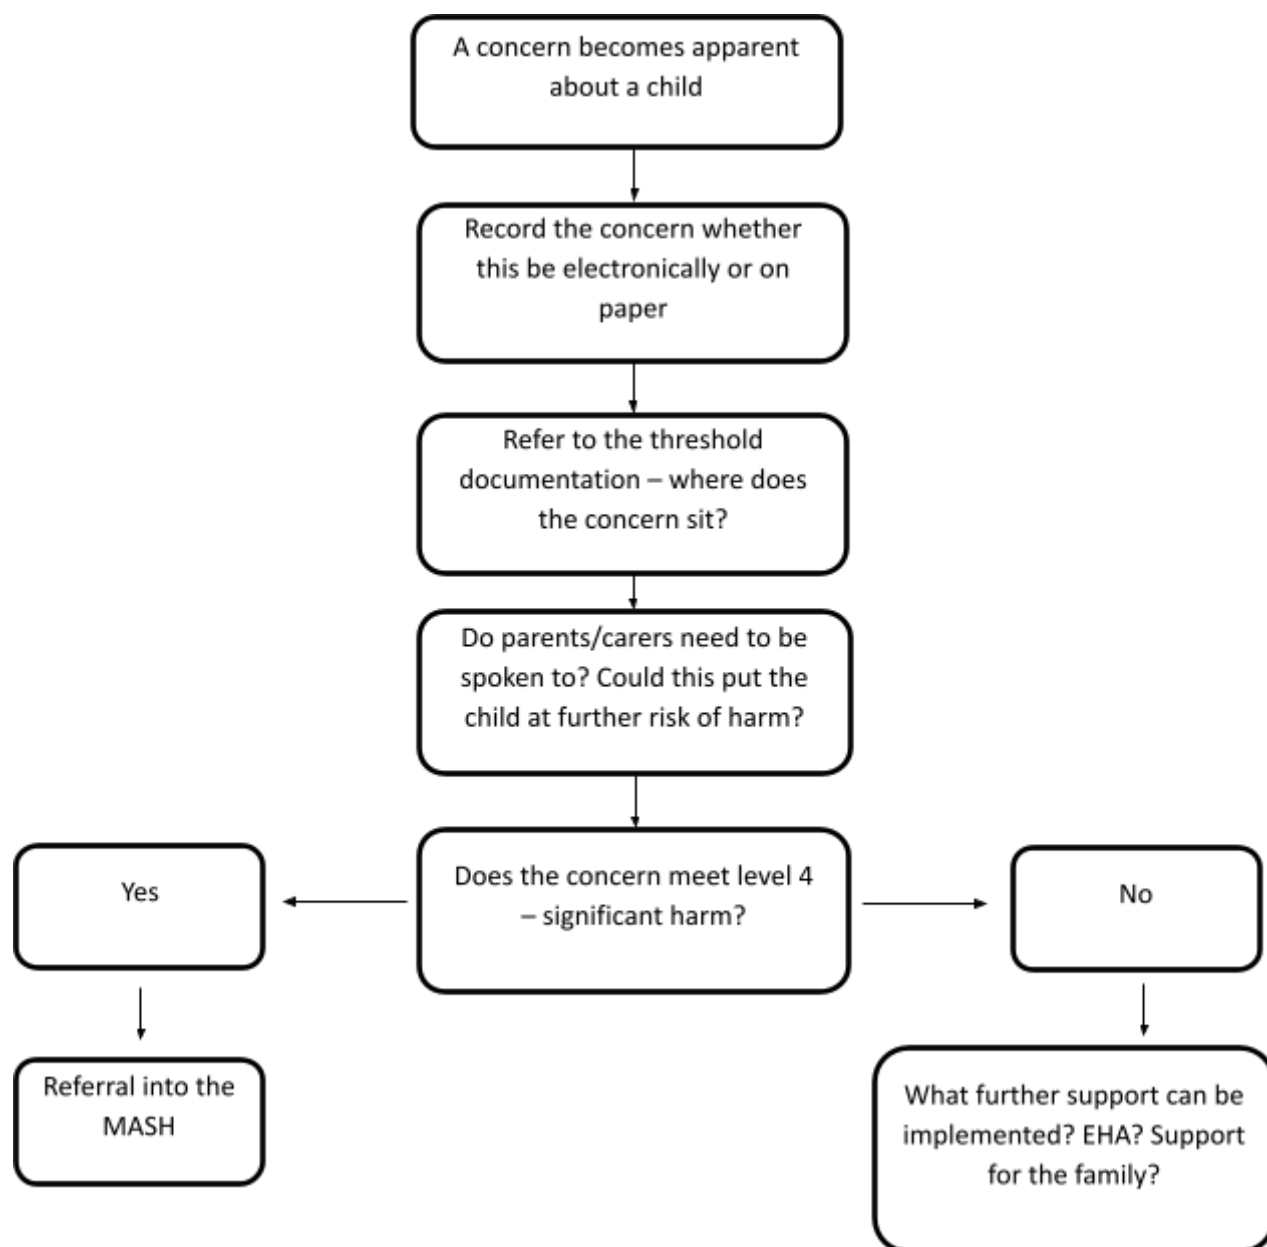 A concern becomes apparent
about a child
Record the concern whether
this be electronically or on
paper
Refer to the threshold
documentation – where does
the concern sit?
Do parents/carers need to be
spoken to? Could this put the
child at further risk of harm?
Does the concern meet level 4
– significant harm?
Yes
No
Referral into the
MASH
What further support can be
implemented? EHA? Support
for the family?